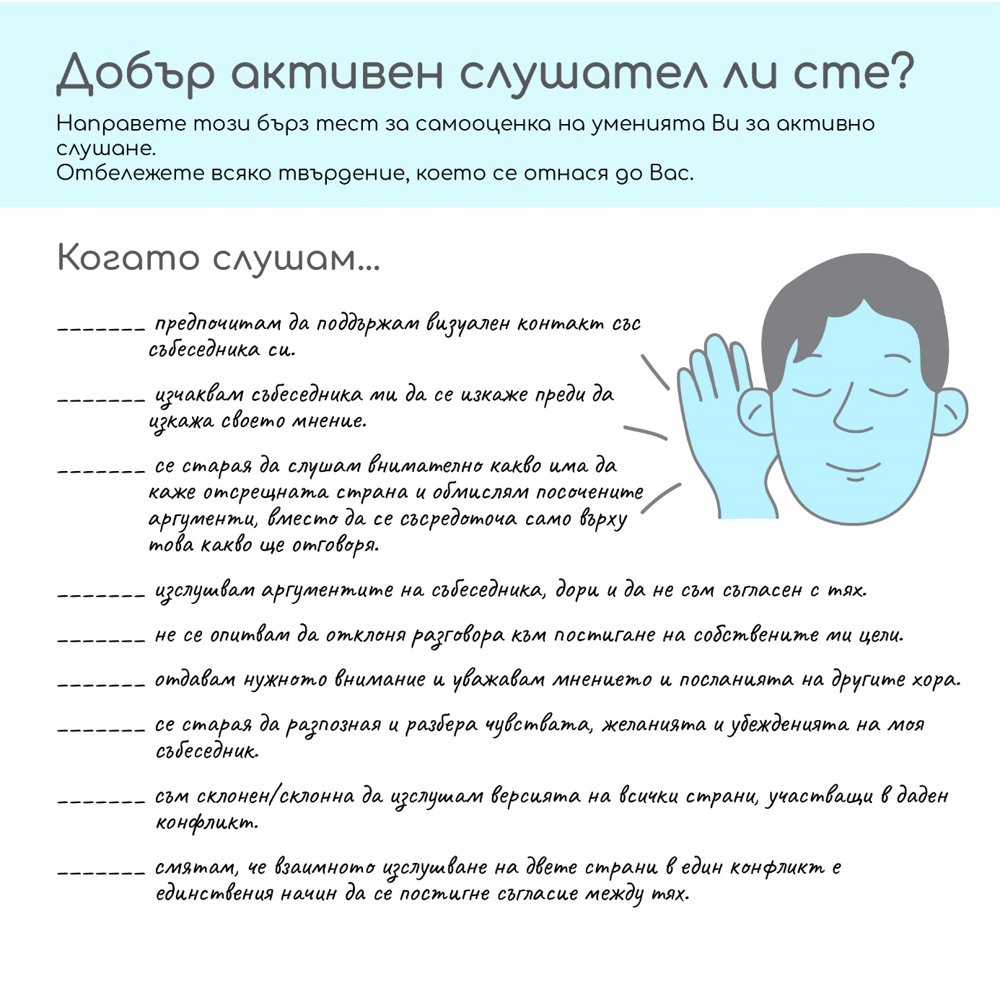 Добър активен слушател ли сте?
Направете този бърз тест за самооценка на уменията Ви за активно
слушане.
Отбележете всяко твърдение, което се отнася до Вас.
Когато слушам...
_______ предпочитам да поддържам визуален контакт със
събеседника си.
_______ изчаквам събеседника ми да се изкаже преди да
изкажа своето мнение.
_______ се старая да слушам внимателно какво има да
каже отсрещната страна и обмислям посочените
аргументи, вместо да се съсредоточа само върху
това какво ще отговоря.
_______ изслушвам аргументите на събеседника, дори и да не съм съгласен с тях.
_______ не се опитвам да отклоня разговора към постигане на собствените ми цели.
_______ отдавам нужното внимание и уважавам мнението и посланията на другите хора.
_______ се старая да разпозная и разбера чувствата, желанията и убежденията на моя
събеседник.
_______ съм склонен/склонна да изслушам версията на всички страни, участващи в даден
конфликт.
_______ смятам, че взаимното изслушване на двете страни в един конфликт е
единствения начин да се постигне съгласие между тях.